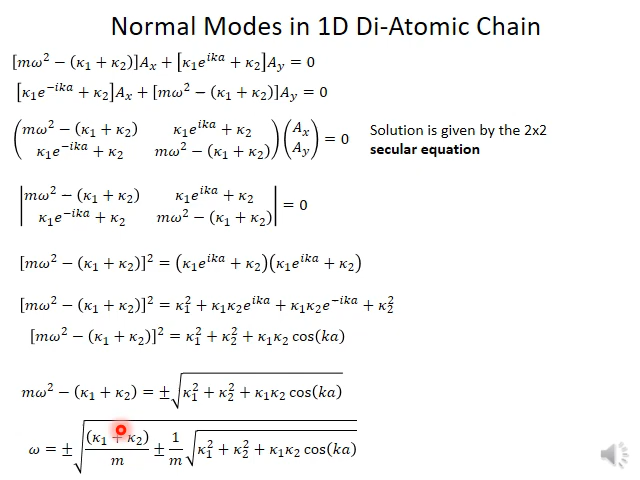 Normal Modes in 1D Di-Atomic Chain
[mω² − (κ₁ + κ₂)]Aₓ + [κ₁e^{ika} + κ₂]A_y = 0
[κ₁e^{−ika} + κ₂]Aₓ + [mω² − (κ₁ + κ₂)]A_y = 0
(mω² − (κ₁ + κ₂) κ₁e^{ika} + κ₂
κ₁e^{−ika} + κ₂ mω² − (κ₁ + κ₂)) (Aₓ A_y) = 0
Solution is given by the 2x2
secular equation
|mω² − (κ₁ + κ₂) κ₁e^{ika} + κ₂
κ₁e^{−ika} + κ₂ mω² − (κ₁ + κ₂)| = 0
[mω² − (κ₁ + κ₂)]² = (κ₁e^{ika} + κ₂)(κ₁e^{ika} + κ₂)
[mω² − (κ₁ + κ₂)]² = κ₁² + κ₁κ₂e^{ika} + κ₁κ₂e^{−ika} + κ₂²
[mω² − (κ₁ + κ₂)]² = κ₁² + κ₂² + κ₁κ₂ cos(ka)
mω² − (κ₁ + κ₂) = ±√(κ₁² + κ₂² + κ₁κ₂ cos(ka))
ω = ±√((κ₁ + κ₂)/m ± 1/m √(κ₁² + κ₂² + κ₁κ₂ cos(ka)))